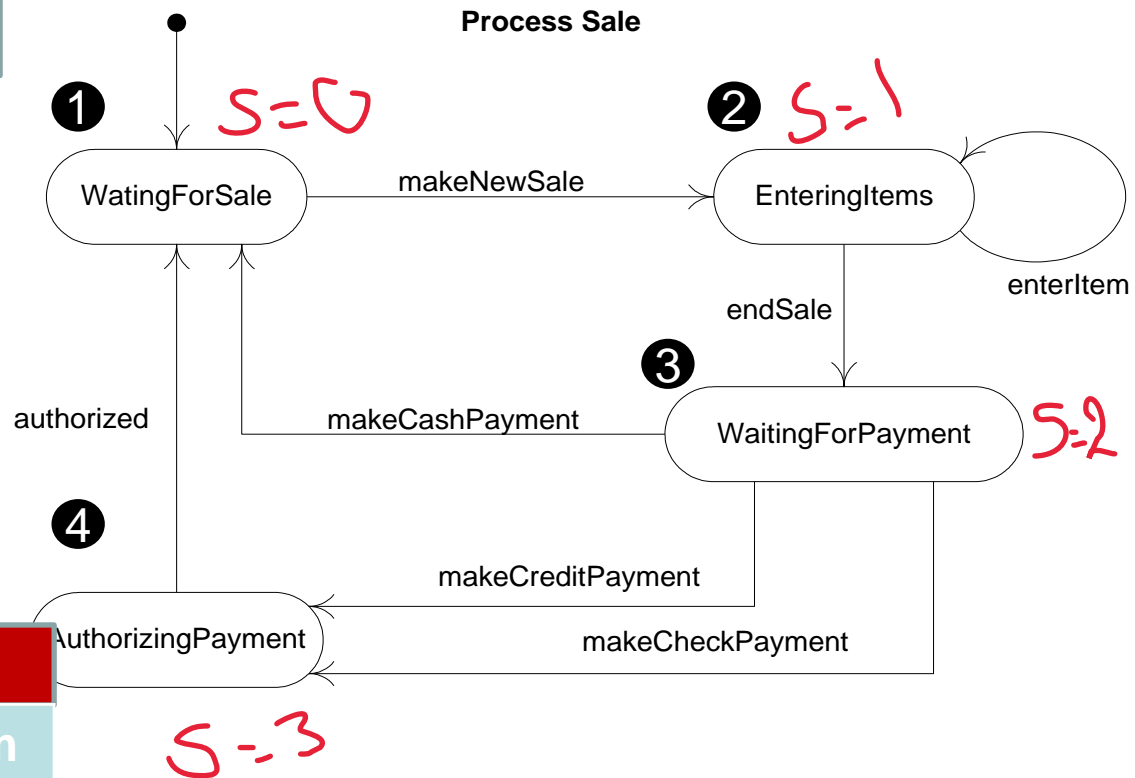 Process Sale
1
S=0
2
S=1
WatingForSale
makeNewSale
EnteringItems
enterItem
endSale
3
authorized
makeCashPayment
WaitingForPayment
S=2
4
makeCreditPayment
AuthorizingPayment
makeCheckPayment
S=3